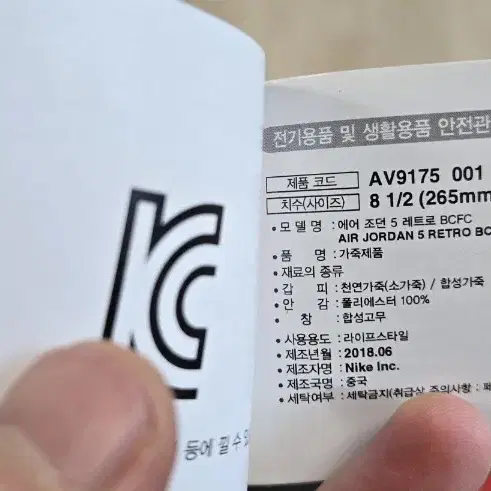 KC
등에 낄 수
전기용품 및 생활용품 안전관
제품 코드 AV9175 001
치수(사이즈) 8 1/2 (265mm
• 모 델 명 : 에어 조던 5 레트로 BCFC
AIR JORDAN 5 RETRO BC
• 품 명 : 가죽제품
• 재료의 종류
• 갑 피 : 천연가죽(소가죽) / 합성가죽
• 안 감 : 폴리에스터 100%
• 창 : 합성고무
• 사용용도 : 라이프스타일
• 제조년월 : 2018.06
• 제조자명 : Nike Inc.
• 제조국명 : 중국
• 세탁여부 : 세탁금지(취급상 주의사항 :